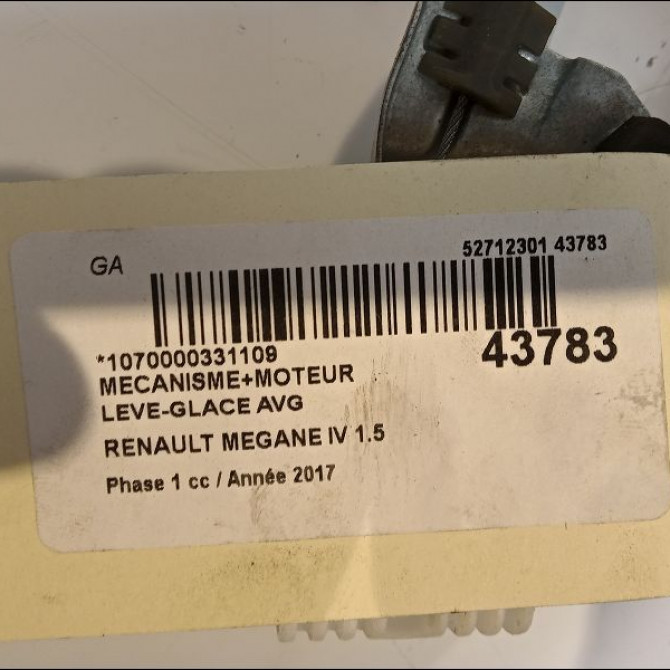 GA
52712301 43783
*1070000331109
43783
MECANISME+MOTEUR
LEVE-GLACE AVG
RENAULT MEGANE IV 1.5
Phase 1 cc / Année 2017